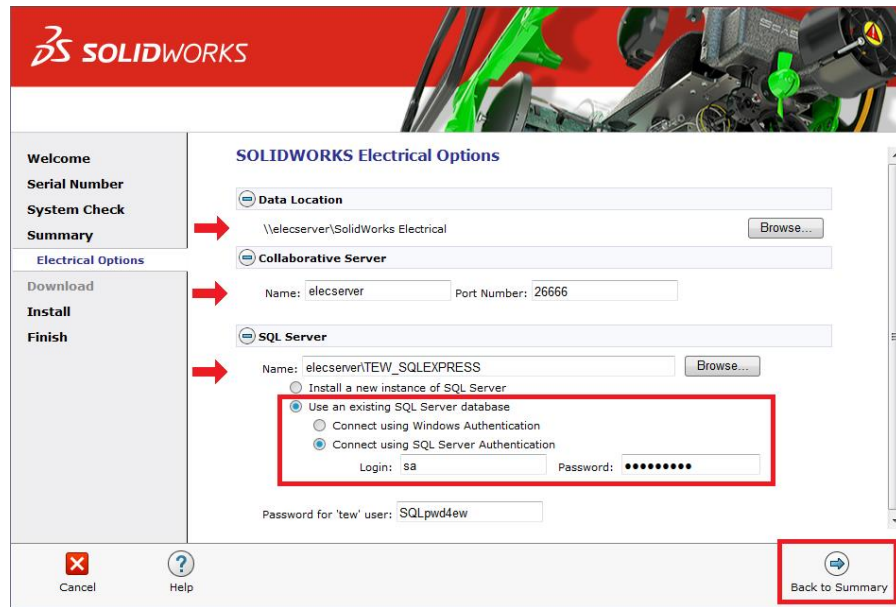 SOLIDWORKS
Welcome
Serial Number
System Check
Summary
Electrical Options
Download
Install
Finish
SOLIDWORKS Electrical Options
Data Location
\\elecserver\SolidWorks Electrical Browse...
Collaborative Server
Name: elecserver Port Number: 26666
SQL Server
Name: elecserver\TEW_SQLEXPRESS Browse...
Install a new instance of SQL Server
Use an existing SQL Server database
Connect using Windows Authentication
Connect using SQL Server Authentication
Login: sa Password: •••••••••
Password for 'tew' user: SQLpwd4ew
Cancel Help Back to Summary